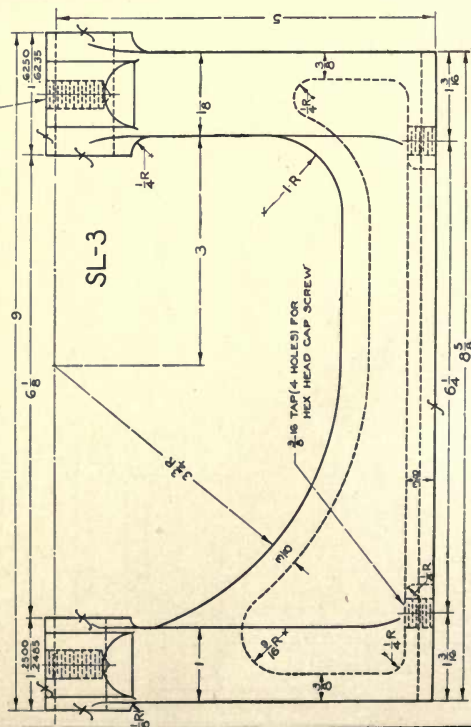 9
1.2500
.2485
6 1/8
1.6250
.6235
1/8 R
SL-3
5
1/4 R
1
3 3/4 R
3
1 1/8
1 R
9/16 R
3/8
1/4 R
3/8
1/4 R
3/8-16 TAP (4 HOLES) FOR
HEX HEAD CAP SCREW
1/4 R
1 3/16
6 1/4
1 3/16
8 5/8